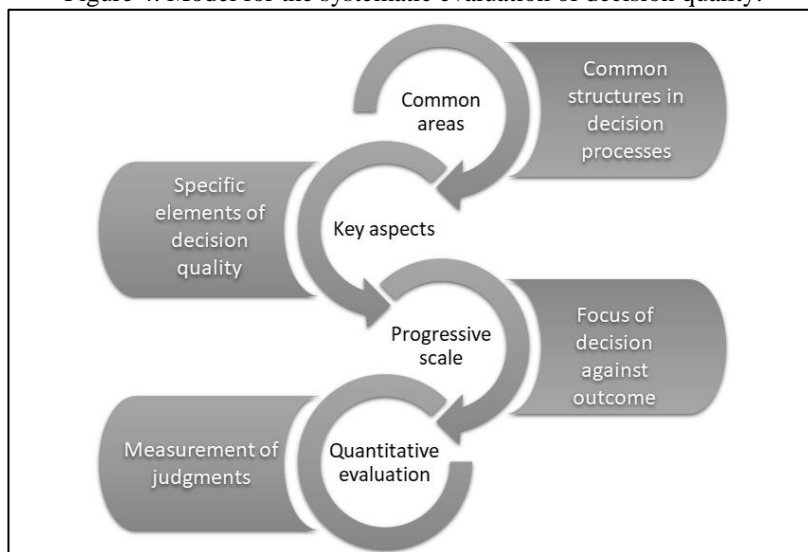 Figure 4. Model for the systematic evaluation of decision quality.
Common
areas
Common
structures in
decision
processes
Specific
elements of
decision
quality
Key aspects
Progressive
scale
Focus of
decision
against
outcome
Measurement of
judgments
Quantitative
evaluation